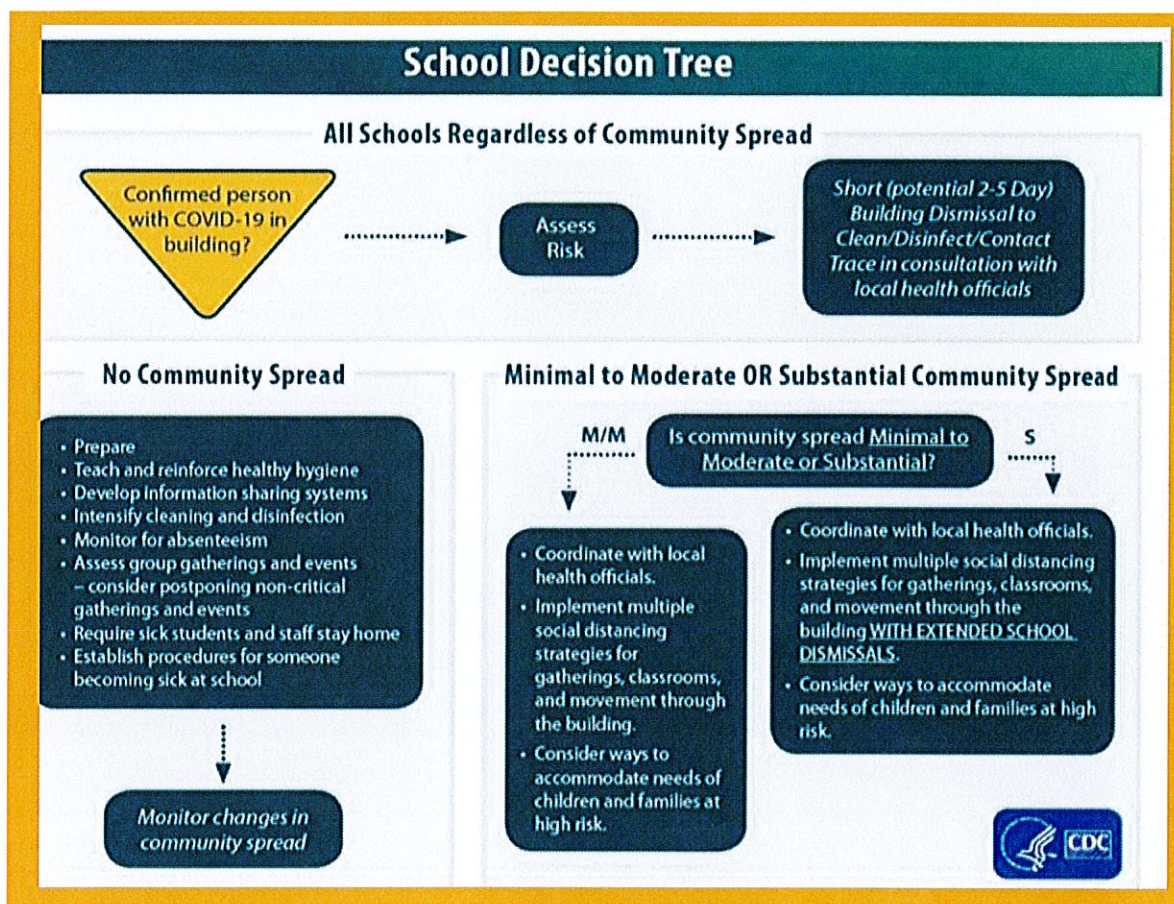 School Decision Tree
All Schools Regardless of Community Spread
Confirmed person
with COVID-19 in
building?
Assess
Risk
Short (potential 2-5 Day)
Building Dismissal to
Clean/Disinfect/Contact
Trace in consultation with
local health officials
No Community Spread
• Prepare
• Teach and reinforce healthy hygiene
• Develop information sharing systems
• Intensify cleaning and disinfection
• Monitor for absenteeism
• Assess group gatherings and events
– consider postponing non-critical
gatherings and events
• Require sick students and staff stay home
• Establish procedures for someone
becoming sick at school
Monitor changes in
community spread
Minimal to Moderate OR Substantial Community Spread
M/M
Is community spread Minimal to
Moderate or Substantial?
S
• Coordinate with local
health officials.
• Implement multiple
social distancing
strategies for
gatherings, classrooms,
and movement through
the building.
• Consider ways to
accommodate needs of
children and families at
high risk.
• Coordinate with local health officials.
• Implement multiple social distancing
strategies for gatherings, classrooms,
and movement through the
building WITH EXTENDED SCHOOL
DISMISSALS.
• Consider ways to accommodate
needs of children and families at high
risk.
CDC